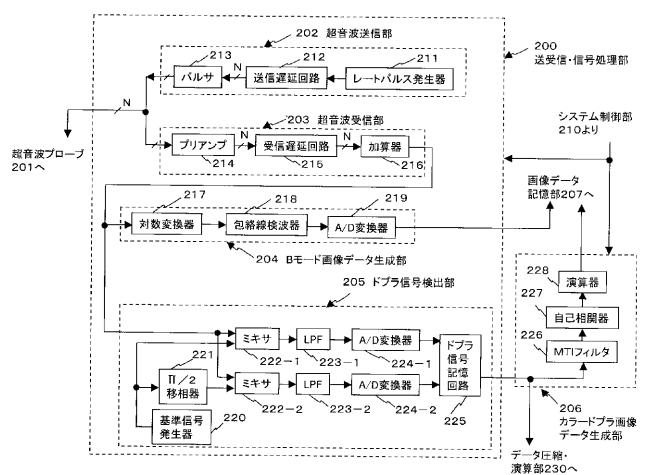 202 超音波送信部
213
212
211
パルサ
N
送信遅延回路
レートパルス発生器
200
送受信・信号処理部
N
203 超音波受信部
システム制御部
210より
プリアンプ
N
受信遅延回路
N
加算器
214
215
216
超音波プローブ
201へ
画像データ
記憶部207へ
217
218
219
対数変換器
包絡線検波器
A/D変換器
204 Bモード画像データ生成部
205 ドプラ信号検出部
228
演算器
227
自己相関器
226
MTIフィルタ
ミキサ
LPF
A/D変換器
ドプラ
信号
記憶
回路
222-1
223-1
224-1
221
Π/2
移相器
ミキサ
LPF
A/D変換器
222-2
223-2
224-2
225
基準信号
発生器
220
206
カラードプラ画像
データ生成部
データ圧縮・
演算部230へ